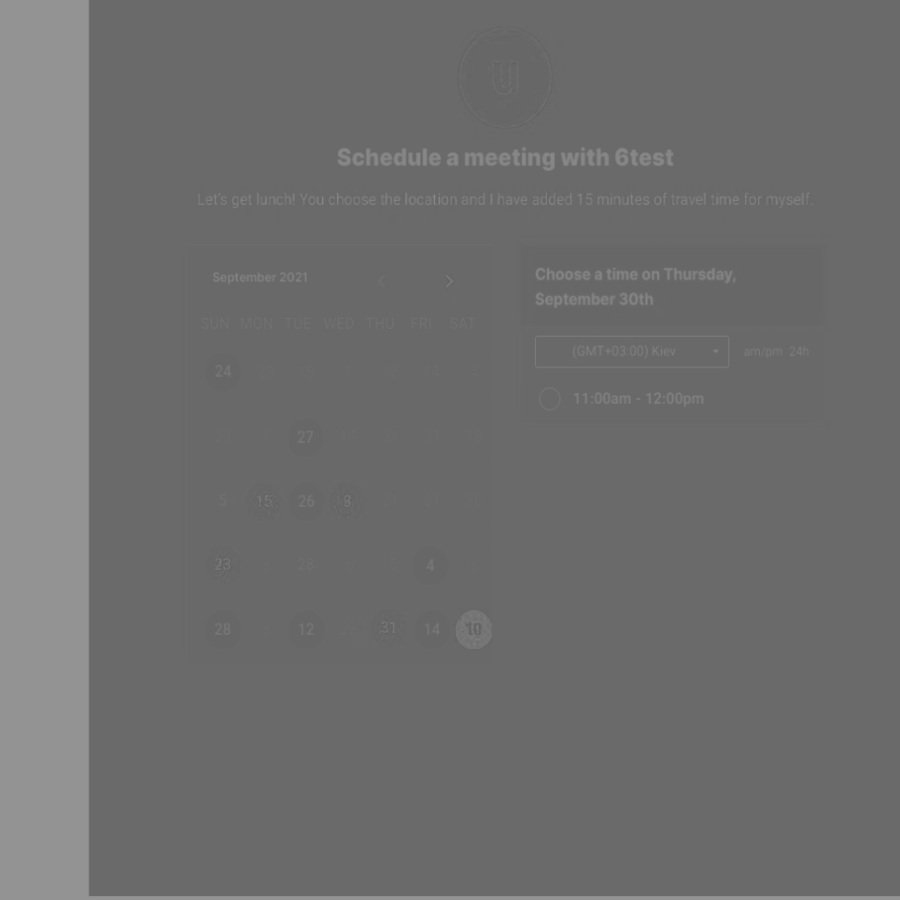 Schedule a meeting with 6test
Let's get lunch! You choose the location and I have added 15 minutes of travel time for myself.
September 2021
SUN MON TUE WED THU FRI SAT
24
27
5 15 26 8
23 28 4
28 12 31 14 10
Choose a time on Thursday,
September 30th
(GMT+03:00) Kiev am/pm 24h
11:00am - 12:00pm